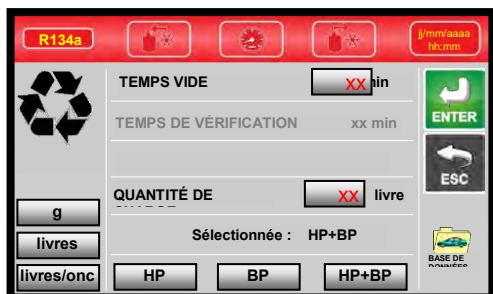 R134a
jj/mm/aaaa
hh:mm
TEMPS VIDE XX min
ENTER
TEMPS DE VÉRIFICATION xx min
ESC
QUANTITÉ DE XX livre
g
Sélectionnée : HP+BP
livres
BASE DE
DONNÉES
livres/onc
HP BP HP+BP